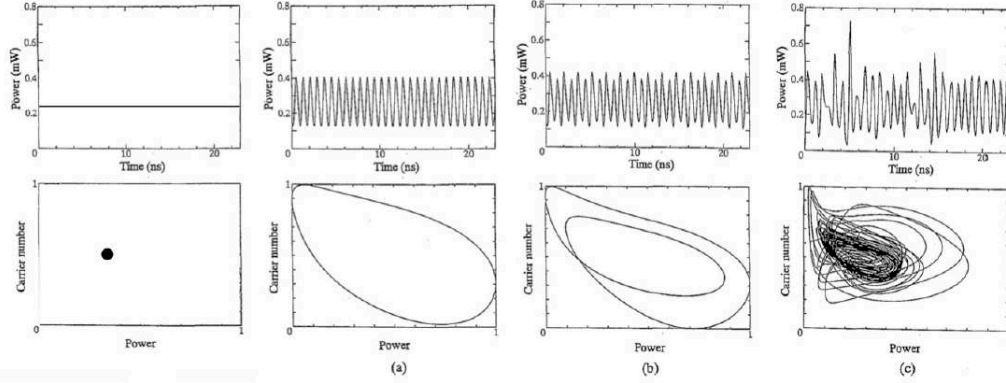 0.8 0.8 0.8 0.8
Power (mW) Power (mW) Power (mW) Power (mW)
0.6 0.6 0.6 0.6
0.4 0.4 0.4 0.4
0.2 0.2 0.2 0.2
0 10 20 0 10 20 0 10 20 0 10 20
Time (ns) Time (ns) Time (ns) Time (ns)
1 1 1 1
Carrier number Carrier number Carrier number Carrier number
0 1 0 1 0 1 0
Power Power Power Power
(a) (b) (c)